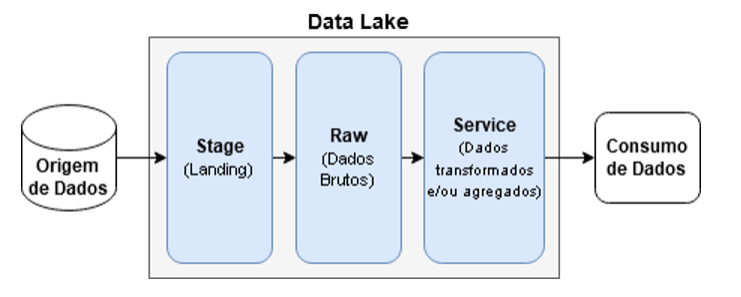 Data Lake
Origem
de Dados
Stage
(Landing)
Raw
(Dados
Brutos)
Service
(Dados
transformados
e/ou agregados)
Consumo
de Dados